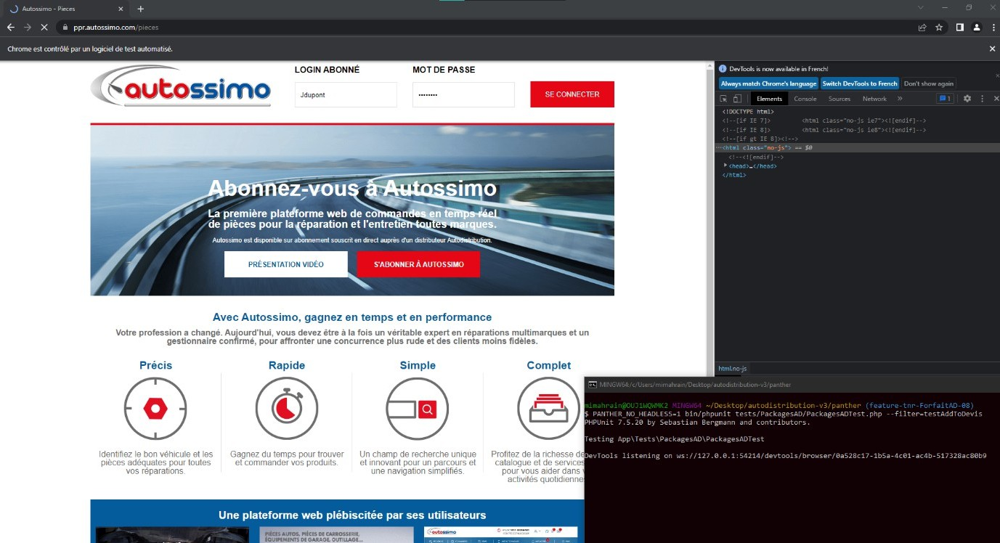 Autossimo - Pieces
ppr.autossimo.com/pieces
Chrome est contrôlé par un logiciel de test automatisé.
autossimo
LOGIN ABONNÉ
MOT DE PASSE
Jdupont
••••••••
SE CONNECTER
Abonnez-vous à Autossimo
La première plateforme web de commandes en temps réel
de pièces pour la réparation et l'entretien toutes marques.
Autossimo est disponible sur abonnement souscrit en direct auprès d'un distributeur Autodistribution.
PRÉSENTATION VIDÉO
S'ABONNER À AUTOSSIMO
Avec Autossimo, gagnez en temps et en performance
Votre profession a changé. Aujourd'hui, vous devez être à la fois un véritable expert en réparations multimarques et un
gestionnaire confirmé, pour affronter une concurrence plus rude et des clients moins fidèles.
Précis
Identifiez le bon véhicule et les
pièces adéquates pour toutes
vos réparations.
Rapide
Gagnez du temps pour trouver
et commander vos produits.
Simple
Un champ de recherche unique
et innovant pour un parcours et
une navigation simplifiés.
Complet
Profitez de la richesse de
catalogue et de services
pour vous aider dans v
activités quotidiennes
Une plateforme web plébiscitée par ses utilisateurs
PIÈCES AUTOS, PIÈCES DE CARROSSERIE,
ÉQUIPEMENTS DE GARAGE, OUTILLAGE...
autossimo
DevTools is now available in French!
Always match Chrome's language
Switch DevTools to French
Don't show again
Elements
Console
Sources
Network
»
1
<!DOCTYPE html>
<!--[if IE 7]> <html class="no-js ie7"><![endif]-->
<!--[if IE 8]> <html class="no-js ie8"><![endif]-->
<!--[if gt IE 8]><!-->
<html class="no-js"> == $0
<!--<![endif]-->
<head>…</head>
</html>
html.no-js
MINGW64:/c/Users/mimahrain/Desktop/autodistribution-v3/panther
mimahrain@OUJ1WQWMK2 MINGW64 ~/Desktop/autodistribution-v3/panther (feature-tnr-ForfaitAD-08)
$ PANTHER_NO_HEADLESS=1 bin/phpunit tests/PackagesAD/PackagesADTest.php --filter=testAddToDevis
PHPUnit 7.5.20 by Sebastian Bergmann and contributors.
Testing App\Tests\PackagesAD\PackagesADTest
DevTools listening on ws://127.0.0.1:54214/devtools/browser/0a528c17-1b5a-4c01-ac4b-517328ac80b9